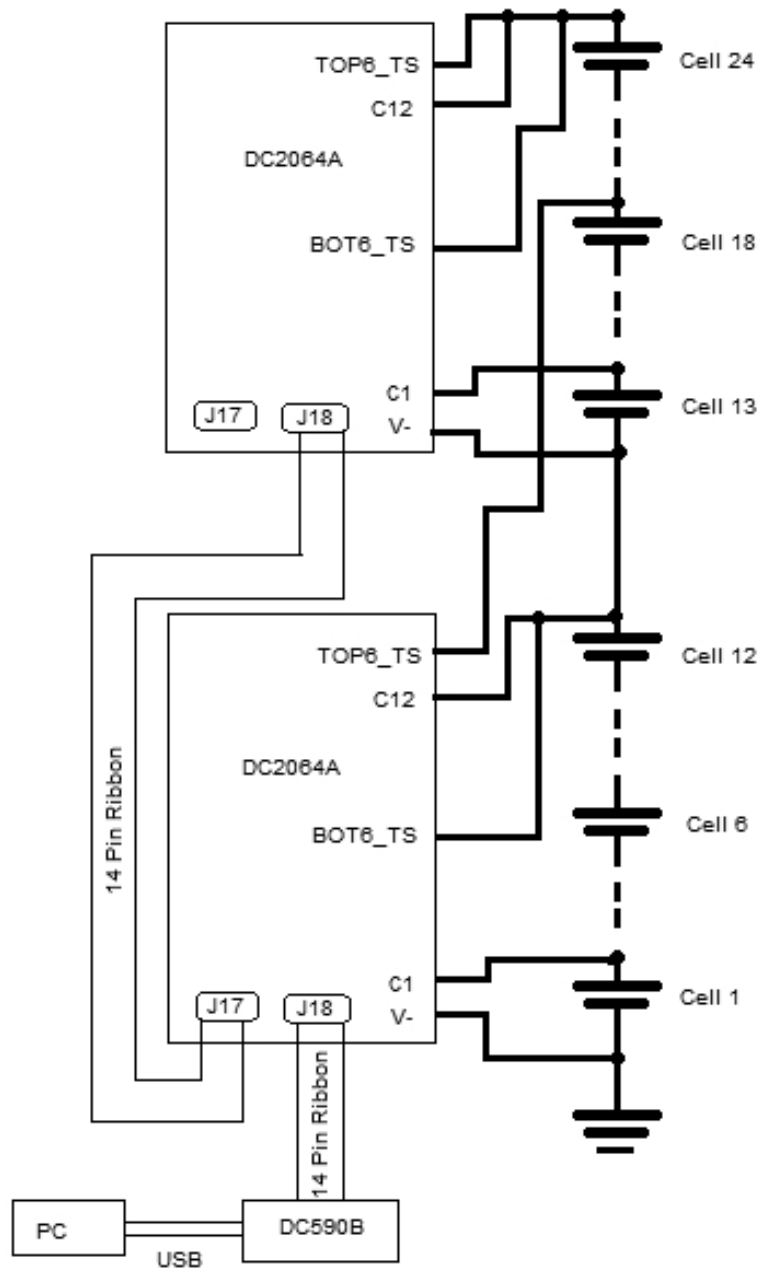 TOP6_TS
Cell 24
C12
DC2064A
BOT6_TS
Cell 18
C1
Cell 13
J17
J18
V-
TOP6_TS
Cell 12
C12
DC2064A
14 Pin Ribbon
BOT6_TS
Cell 6
C1
Cell 1
J17
J18
V-
14 Pin Ribbon
PC
DC590B
USB